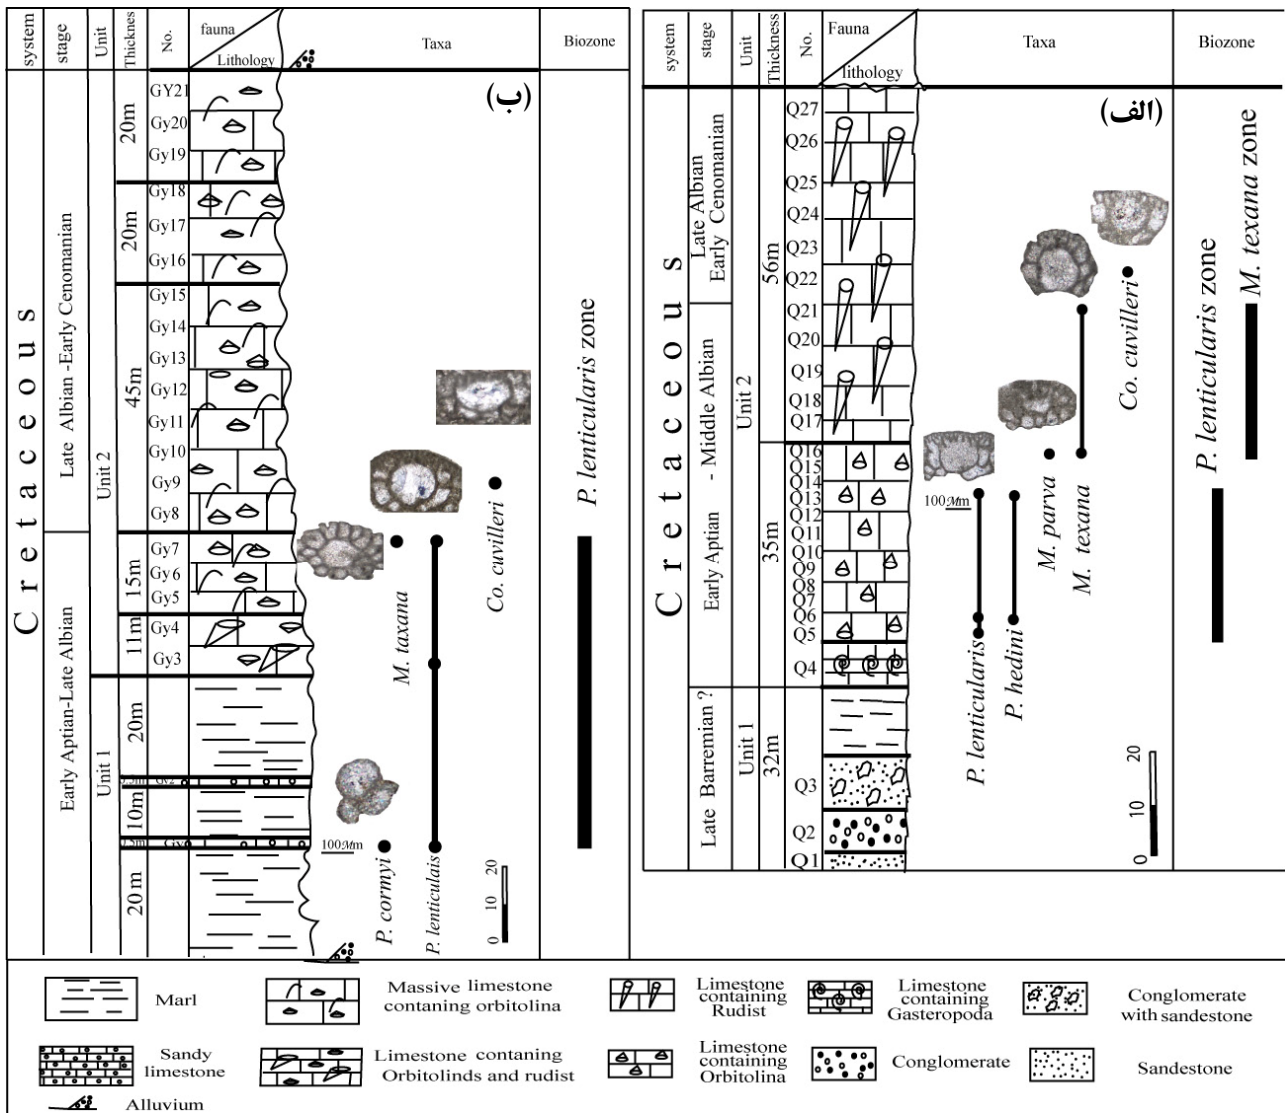 system
stage
Unit
Thicknes
No.
fauna
Lithology
Taxa
Biozone
(ب)
Cretaceous
Late Albian -Early Cenomanian
Early Aptian-Late Albian
Unit 2
Unit 1
20m
20m
45m
15m
11m
20m
10m
20 m
GY21
Gy20
Gy19
Gy18
Gy17
Gy16
Gy15
Gy14
Gy13
Gy12
Gy11
Gy10
Gy9
Gy8
Gy7
Gy6
Gy5
Gy4
Gy3
M. taxana
Co. cuvilleri
P. cormyi
P. lenticulais
100Mm
20
10
0
P. lenticularis zone
system
stage
Unit
Thickness
No.
Fauna
lithology
Taxa
Biozone
(الف)
Cretaceous
Late Albian
Early Cenomanian
Early Aptian - Middle Albian
Late Barremian ?
Unit 2
Unit 1
56m
35m
32m
Q27
Q26
Q25
Q24
Q23
Q22
Q21
Q20
Q19
Q18
Q17
Q16
Q15
Q14
Q13
Q12
Q11
Q10
Q9
Q8
Q7
Q6
Q5
Q4
Q3
Q2
Q1
100Mm
P. lenticularis
P. hedini
M. parva
M. texana
Co. cuvilleri
20
10
0
P. lenticularis zone
M. texana zone
Marl
Massive limestone
contaning orbitolina
Limestone
containing
Rudist
Limestone
containing
Gasteropoda
Conglomerate
with sandestone
Sandy
limestone
Limestone contaning
Orbitolinds and rudist
Limestone
containing
Orbitolina
Conglomerate
Sandestone
Alluvium